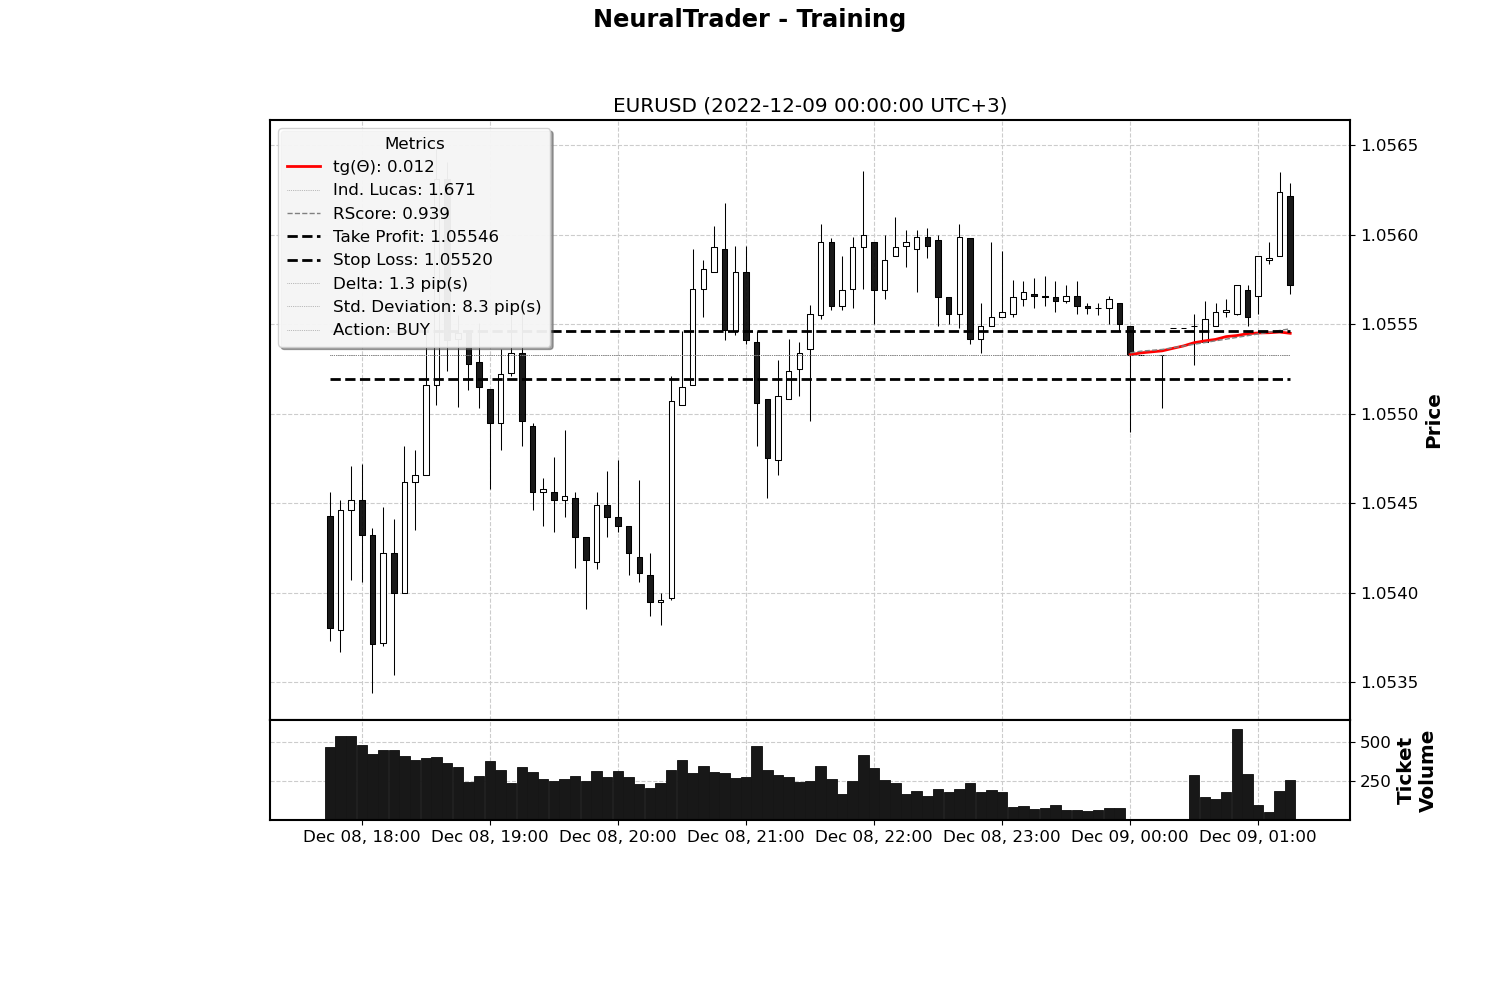 NeuralTrader - Training
EURUSD (2022-12-09 00:00:00 UTC+3)
Metrics
tg(Θ): 0.012
Ind. Lucas: 1.671
RScore: 0.939
Take Profit: 1.05546
Stop Loss: 1.05520
Delta: 1.3 pip(s)
Std. Deviation: 8.3 pip(s)
Action: BUY
1.0565
1.0560
1.0555
1.0550
1.0545
1.0540
1.0535
Price
500
250
Ticket
Volume
Dec 08, 18:00 Dec 08, 19:00 Dec 08, 20:00 Dec 08, 21:00 Dec 08, 22:00 Dec 08, 23:00 Dec 09, 00:00 Dec 09, 01:00